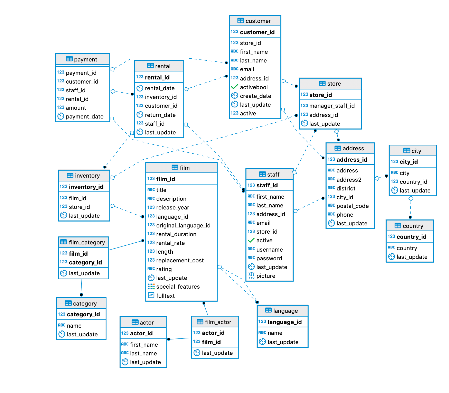 customer
customer_id
store_id
first_name
last_name
email
address_id
activebool
create_date
last_update
active
payment
payment_id
customer_id
staff_id
rental_id
amount
payment_date
rental
rental_id
rental_date
inventory_id
customer_id
return_date
staff_id
last_update
store
store_id
manager_staff_id
address_id
last_update
address
address_id
address
address2
district
city_id
postal_code
phone
last_update
city
city_id
city
country_id
last_update
inventory
inventory_id
film_id
store_id
last_update
film
film_id
title
description
release_year
language_id
original_language_id
rental_duration
rental_rate
length
replacement_cost
rating
last_update
special_features
fulltext
staff
staff_id
first_name
last_name
address_id
email
store_id
active
username
password
last_update
picture
country
country_id
country
last_update
film_category
film_id
category_id
last_update
category
category_id
name
last_update
actor
actor_id
first_name
last_name
last_update
film_actor
actor_id
film_id
last_update
language
language_id
name
last_update